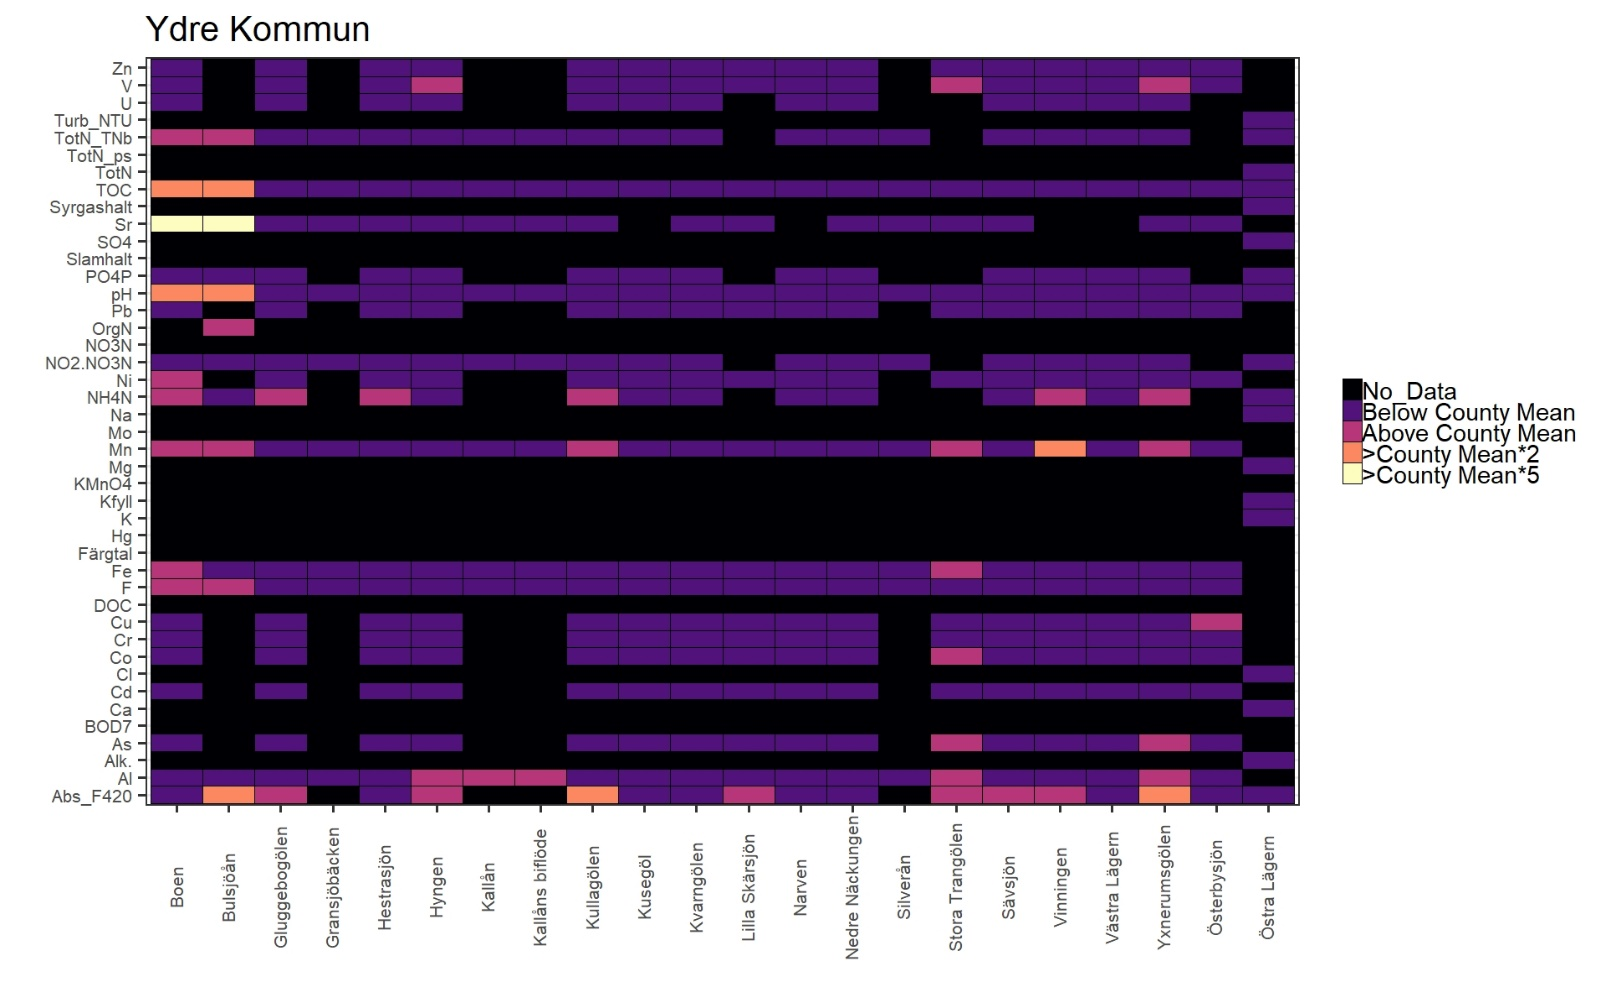 Ydre Kommun
Zn
V
U
Turb_NTU
TotN_TNb
TotN_ps
TotN
TOC
Syrgashalt
Sr
SO4
Slamhalt
PO4P
pH
Pb
OrgN
NO3N
NO2.NO3N
Ni
NH4N
Na
Mo
Mn
Mg
KMnO4
Kfyll
K
Hg
Färgtal
Fe
F
DOC
Cu
Cr
Co
Cl
Cd
Ca
BOD7
As
Alk.
Al
Abs_F420
Boen
Bulsjöån
Gluggebogölen
Gransjöbäcken
Hestrasjön
Hyngen
Kallån
Kallåns biflöde
Kullagölen
Kusegöl
Kvarngölen
Lilla Skärsjön
Narven
Nedre Näckungen
Silverån
Stora Trangölen
Sävsjön
Vinningen
Västra Lägern
Yxnerumsgölen
Österbysjön
Östra Lägern
No_Data
Below County Mean
Above County Mean
>County Mean*2
>County Mean*5